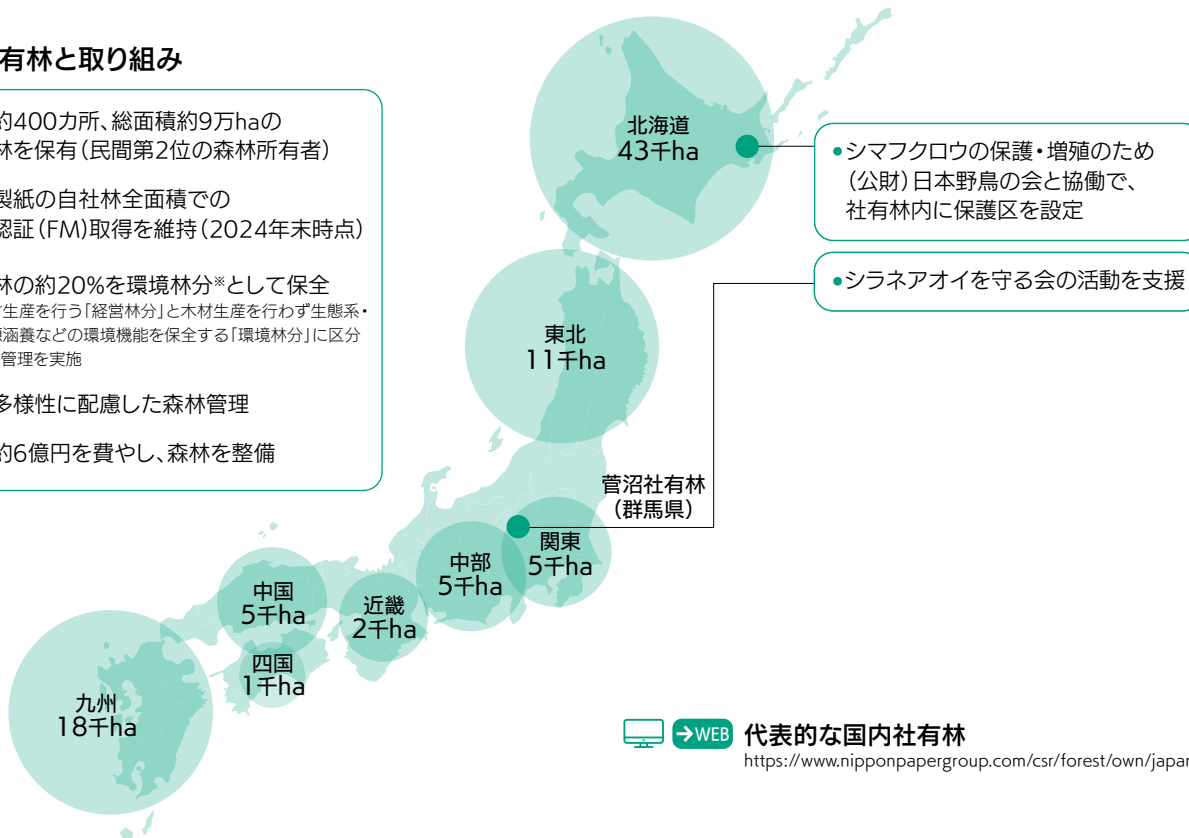 有林と取り組み
約400カ所、総面積約9万haの
林を保有（民間第2位の森林所有者）
製紙の自社林全面積での
認証（FM）取得を維持（2024年末時点）
林の約20%を環境林分※として保全
生産を行う「経営林分」と木材生産を行わず生態系・
涵養などの環境機能を保全する「環境林分」に区分
管理を実施
多様性に配慮した森林管理
約6億円を費やし、森林を整備
北海道
43千ha
•シマフクロウの保護・増殖のため
（公財）日本野鳥の会と協働で、
社有林内に保護区を設定
•シラネアオイを守る会の活動を支援
東北
11千ha
菅沼社有林
（群馬県）
関東
5千ha
中部
5千ha
近畿
2千ha
中国
5千ha
四国
1千ha
九州
18千ha
→WEB 代表的な国内社有林
https://www.nipponpapergroup.com/csr/forest/own/japan